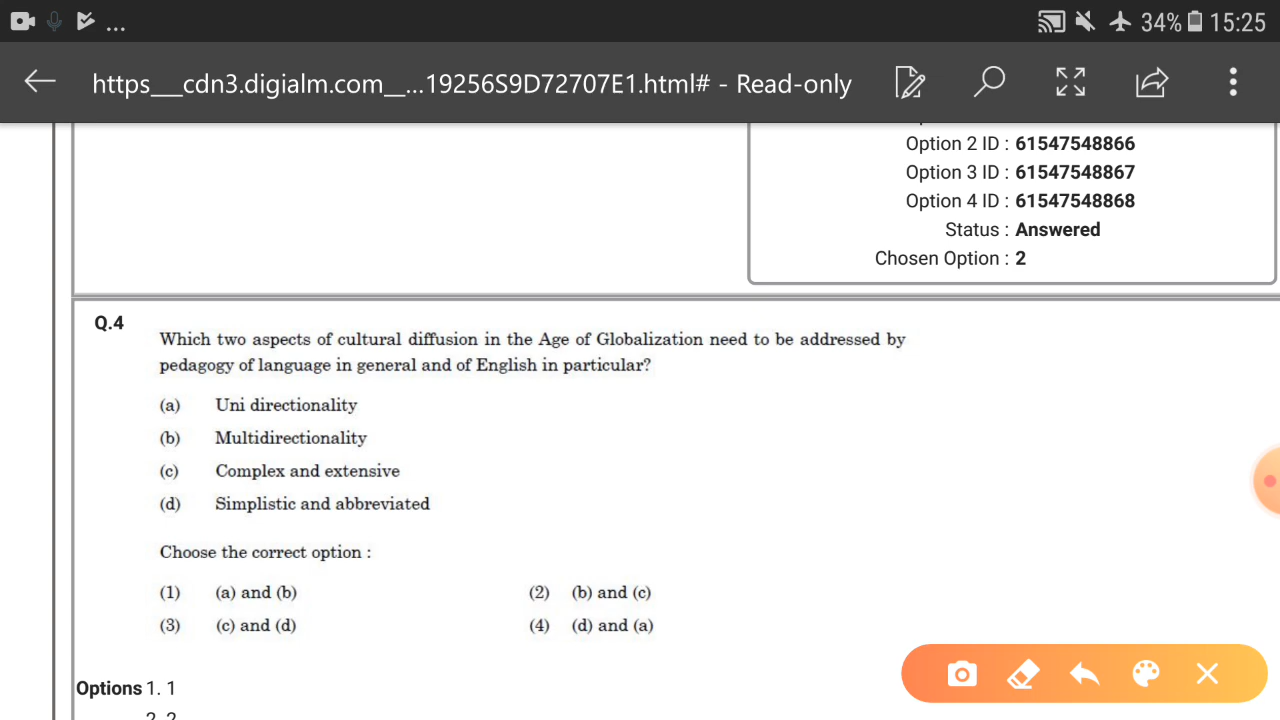 ... 34% 15:25
https___cdn3.digialm.com__...19256S9D72707E1.html# - Read-only
Option 2 ID : 61547548866
Option 3 ID : 61547548867
Option 4 ID : 61547548868
Status : Answered
Chosen Option : 2
Q.4
Which two aspects of cultural diffusion in the Age of Globalization need to be addressed by
pedagogy of language in general and of English in particular?
(a) Uni directionality
(b) Multidirectionality
(c) Complex and extensive
(d) Simplistic and abbreviated
Choose the correct option :
(1) (a) and (b) (2) (b) and (c)
(3) (c) and (d) (4) (d) and (a)
Options 1. 1
2. 2